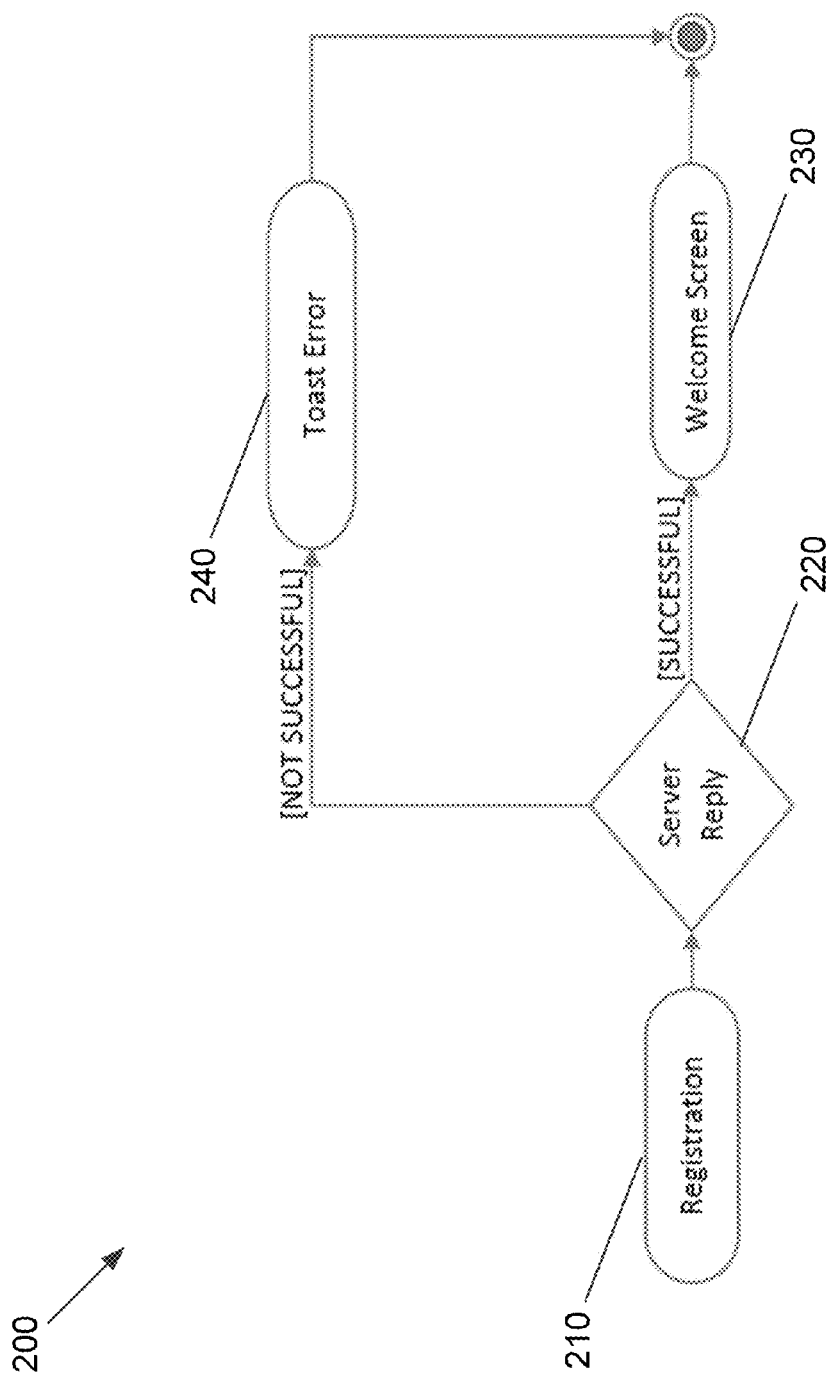 200
240
[NOT SUCCESSFUL]
Toast Error
210
Registration
Server
Reply
220
[SUCCESSFUL]
Welcome Screen
230